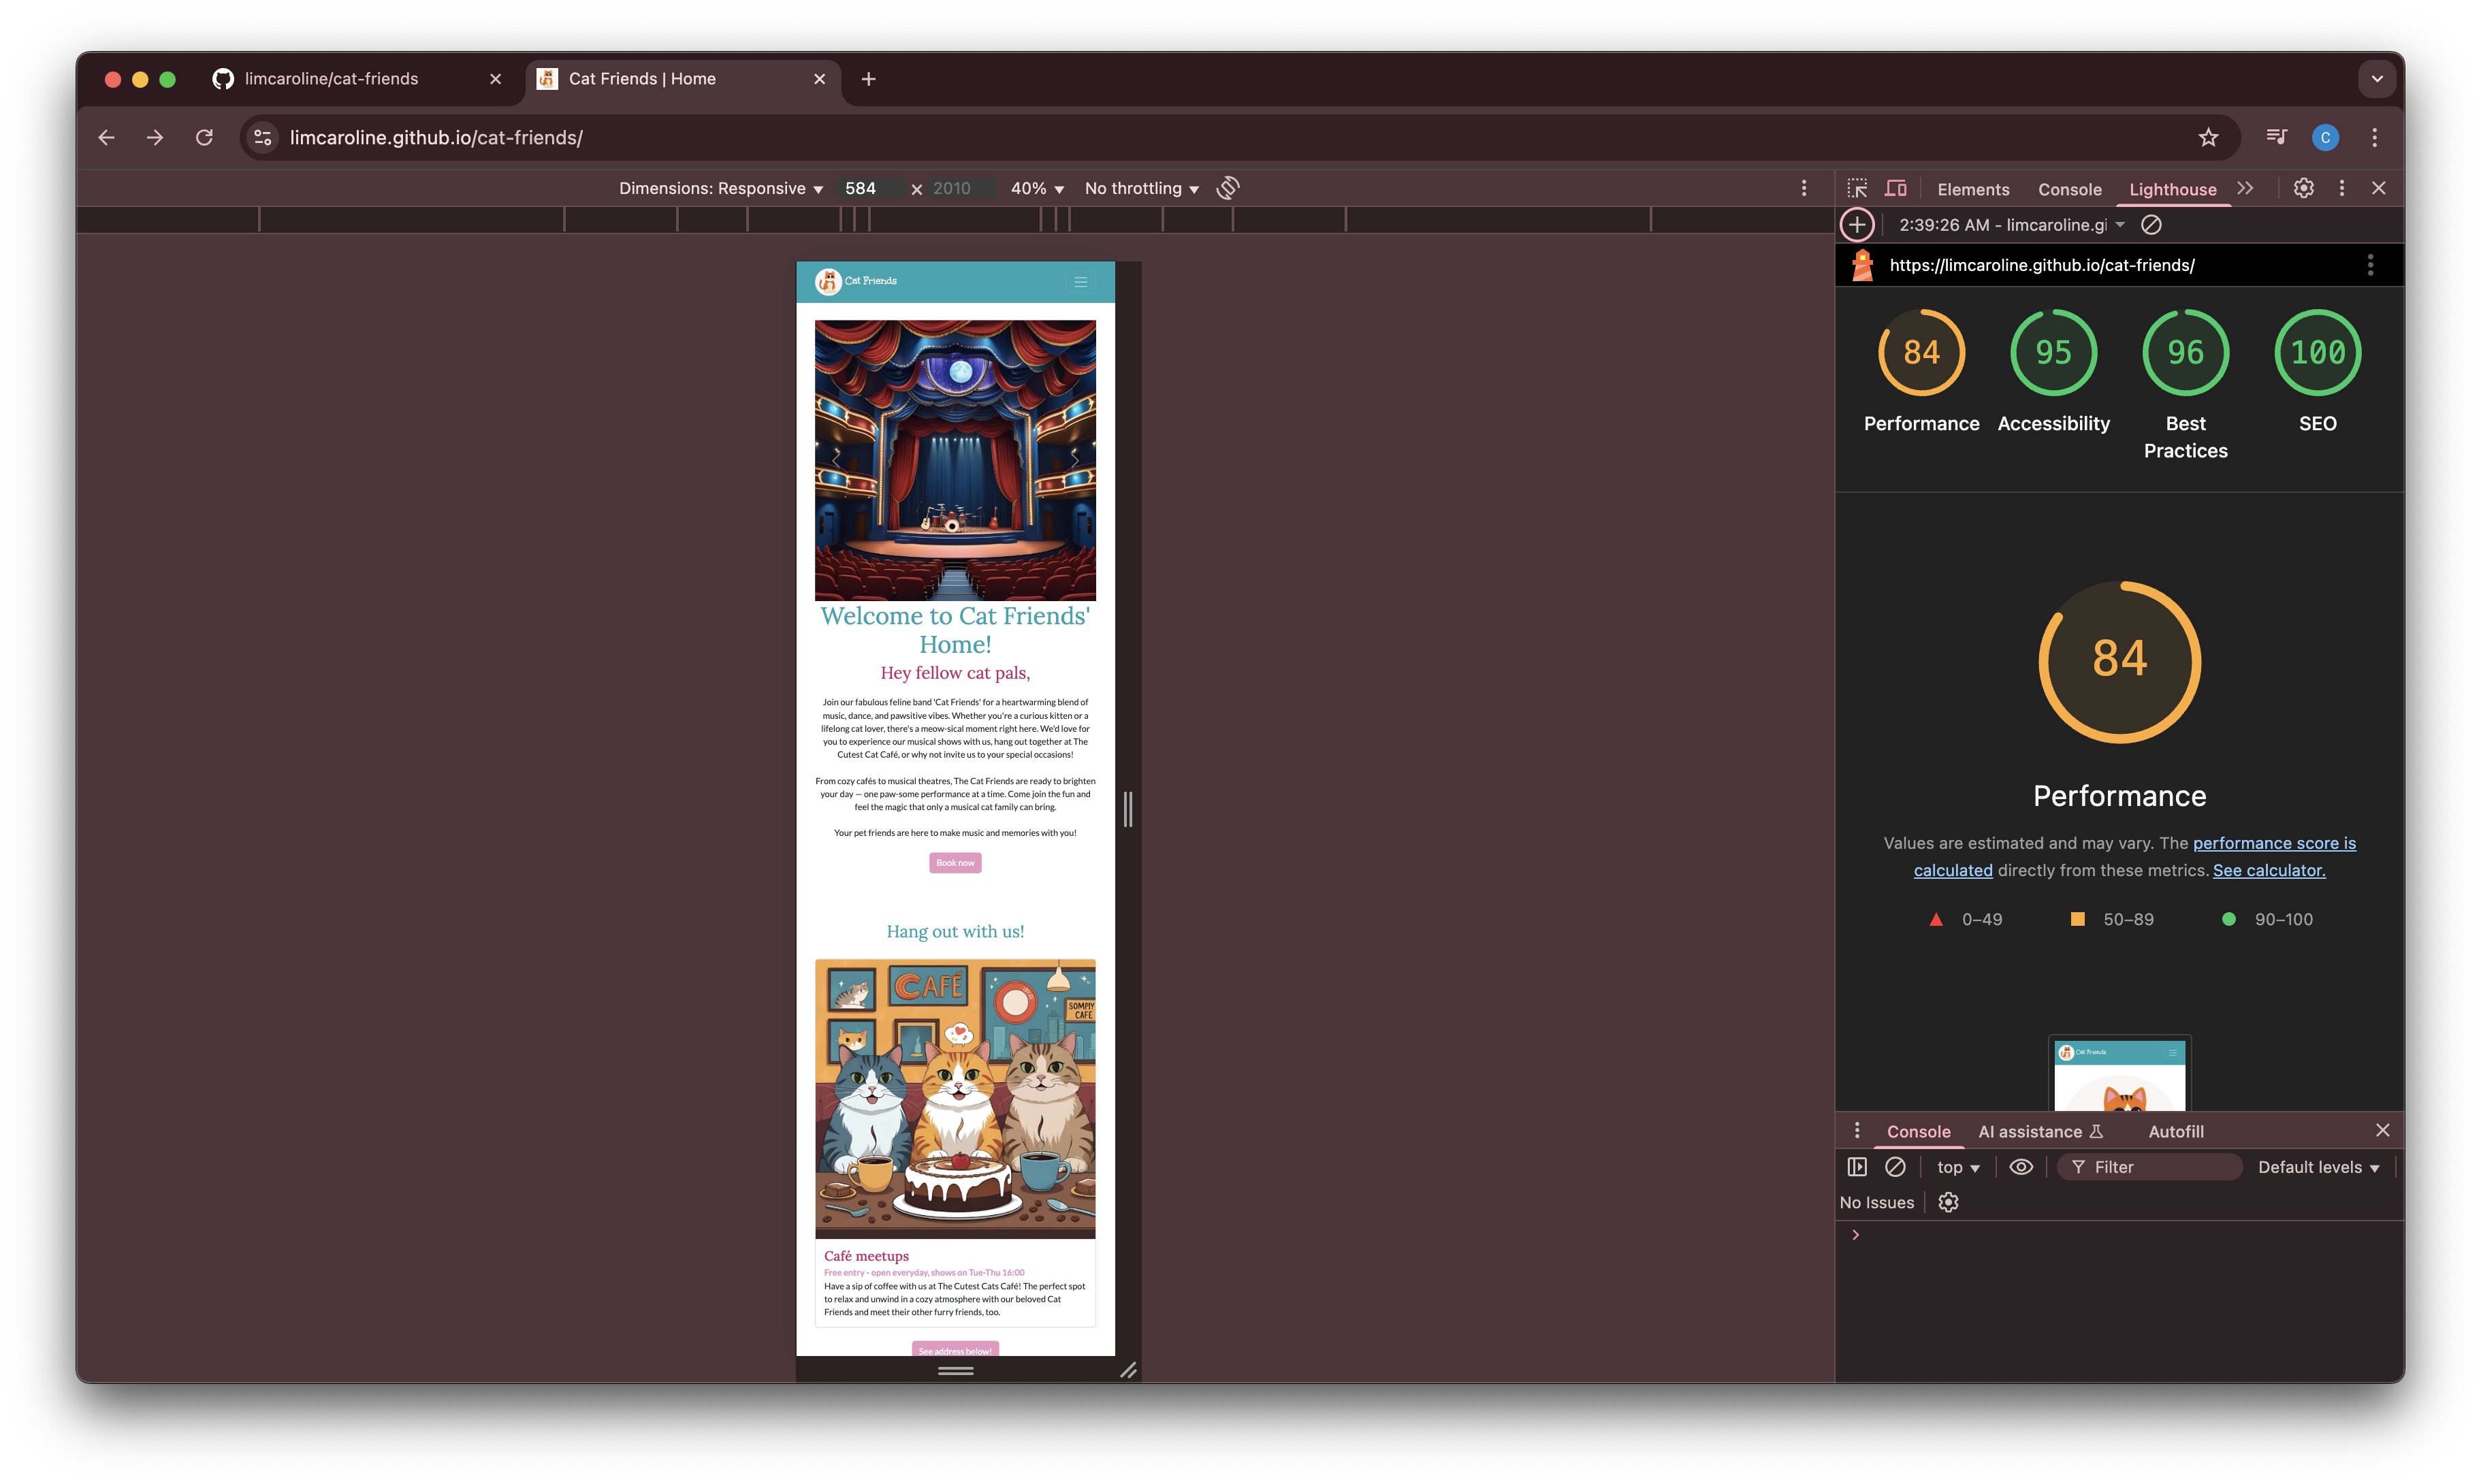 limcaroline/cat-friends
Cat Friends | Home
limcaroline.github.io/cat-friends/
C
Dimensions: Responsive
584 × 2010
40%
No throttling
Elements
Console
Lighthouse
2:39:26 AM - limcaroline.gi
https://limcaroline.github.io/cat-friends/
84
95
96
100
Performance
Accessibility
Best
Practices
SEO
84
Performance
Values are estimated and may vary. The performance score is
calculated directly from these metrics. See calculator.
0–49
50–89
90–100
Cat Friends
Console
AI assistance
Autofill
top
Filter
Default levels
No Issues
Cat Friends
Welcome to Cat Friends'
Home!
Hey fellow cat pals,
Join our fabulous feline band 'Cat Friends' for a heartwarming blend of
music, dance, and pawsitive vibes. Whether you're a curious kitten or a
lifelong cat lover, there's a meow-sical moment right here. We'd love for
you to experience our musical shows with us, hang out together at The
Cutest Cat Café, or why not invite us to your special occasions!
From cozy cafés to musical theatres, The Cat Friends are ready to brighten
your day — one paw-some performance at a time. Come join the fun and
feel the magic that only a musical cat family can bring.
Your pet friends are here to make music and memories with you!
Book now
Hang out with us!
CAFÉ
SOMPIY
CAFE
Café meetups
Free entry - open everyday, shows on Tue-Thu 16:00
Have a sip of coffee with us at The Cutest Cats Café! The perfect spot
to relax and unwind in a cozy atmosphere with our beloved Cat
Friends and meet their other furry friends, too.
See address below!